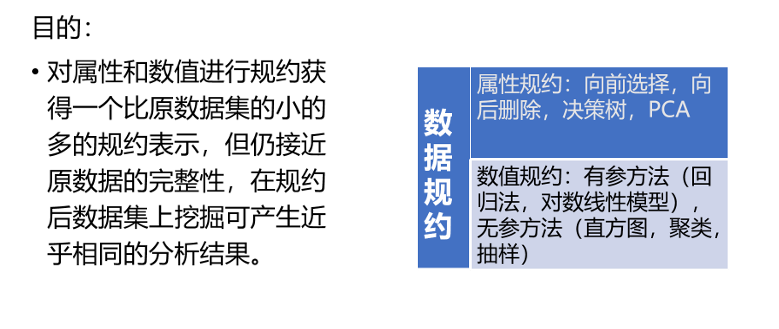 目的：
• 对属性和数值进行规约获
得一个比原数据集的小的
多的规约表示，但仍接近
原数据的完整性，在规约
后数据集上挖掘可产生近
乎相同的分析结果。
数据规约
属性规约：向前选择，向
后删除，决策树，PCA
数值规约：有参方法（回
归法，对数线性模型），
无参方法（直方图，聚类，
抽样）